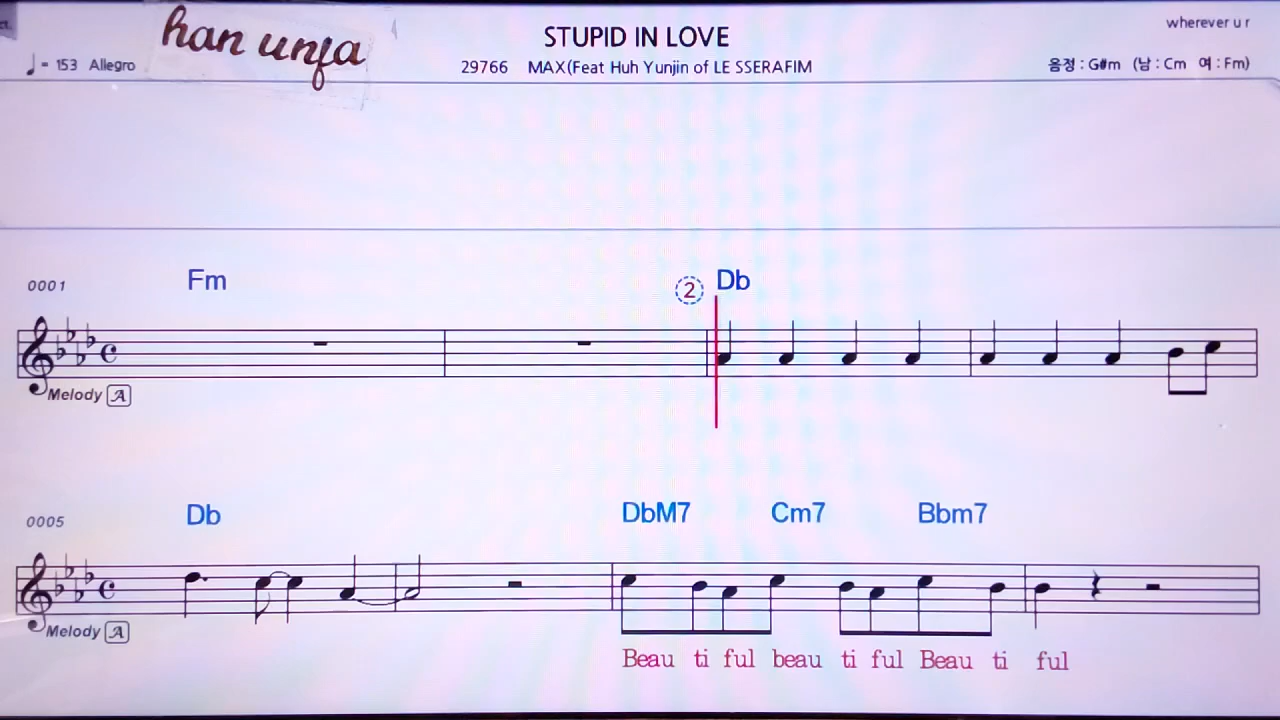 ct.
han unfa
STUPID IN LOVE
wherever u r
♩= 153 Allegro
29766 MAX(Feat Huh Yunjin of LE SSERAFIM
음정 : G#m (남 : Cm 여 : Fm)
0001 Fm ② Db
Melody A
0005 Db DbM7 Cm7 Bbm7
Melody A
Beau ti ful beau ti ful Beau ti ful